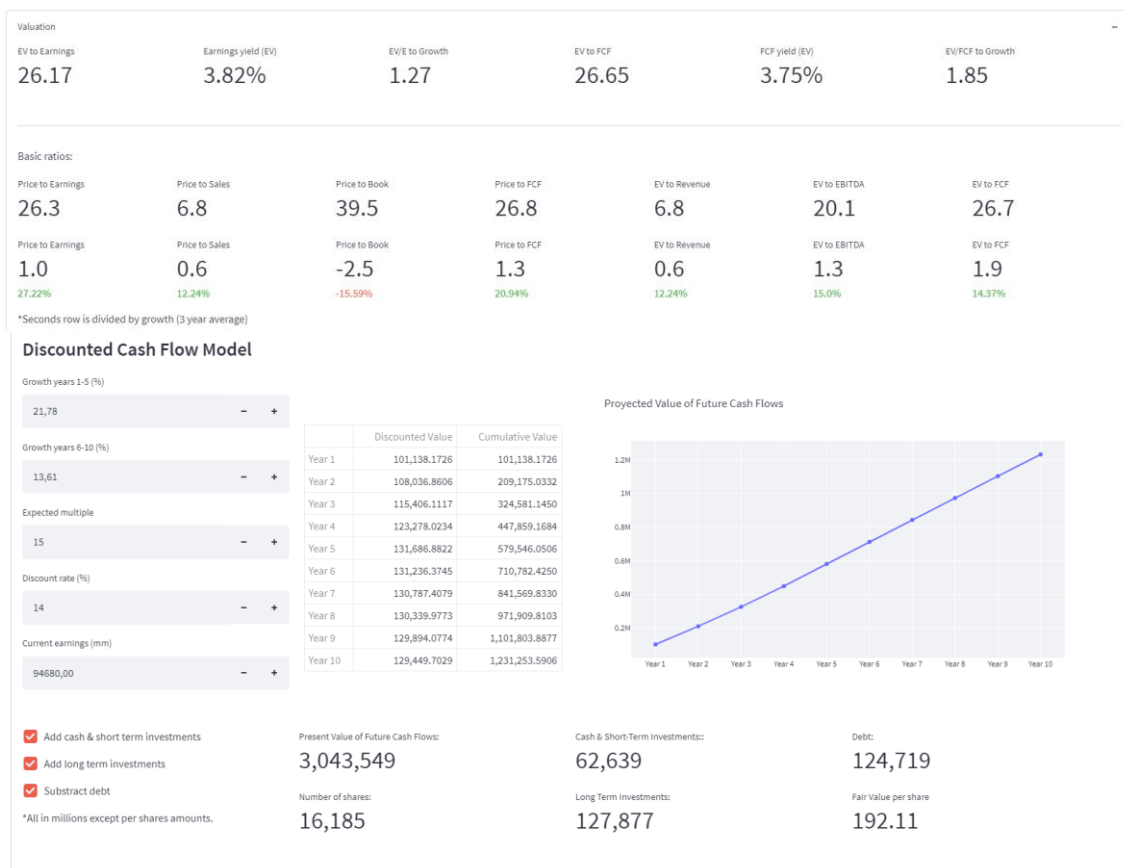 Valuation
−
EV to Earnings Earnings yield (EV) EV/E to Growth EV to FCF FCF yield (EV) EV/FCF to Growth
26.17 3.82% 1.27 26.65 3.75% 1.85
Basic ratios:
Price to Earnings Price to Sales Price to Book Price to FCF EV to Revenue EV to EBITDA EV to FCF
26.3 6.8 39.5 26.8 6.8 20.1 26.7
Price to Earnings Price to Sales Price to Book Price to FCF EV to Revenue EV to EBITDA EV to FCF
1.0 0.6 -2.5 1.3 0.6 1.3 1.9
27.22% 12.24% -15.59% 20.94% 12.24% 15.0% 14.37%
*Seconds row is divided by growth (3 year average)
Discounted Cash Flow Model
Growth years 1-5 (%)
21,78 − +
Growth years 6-10 (%)
13,61 − +
Expected multiple
15 − +
Discount rate (%)
14 − +
Current earnings (mm)
94680,00 − +
Discounted Value Cumulative Value
Year 1 101,138.1726 101,138.1726
Year 2 108,036.8606 209,175.0332
Year 3 115,406.1117 324,581.1450
Year 4 123,278.0234 447,859.1684
Year 5 131,686.8822 579,546.0506
Year 6 131,236.3745 710,782.4250
Year 7 130,787.4079 841,569.8330
Year 8 130,339.9773 971,909.8103
Year 9 129,894.0774 1,101,803.8877
Year 10 129,449.7029 1,231,253.5906
Proyected Value of Future Cash Flows
1.2M
1M
0.8M
0.6M
0.4M
0.2M
Year 1 Year 2 Year 3 Year 4 Year 5 Year 6 Year 7 Year 8 Year 9 Year 10
Add cash & short term investments
Add long term investments
Substract debt
*All in millions except per shares amounts.
Present Value of Future Cash Flows: Cash & Short-Term Investments:: Debt:
3,043,549 62,639 124,719
Number of shares: Long Term Investments: Fair Value per share
16,185 127,877 192.11